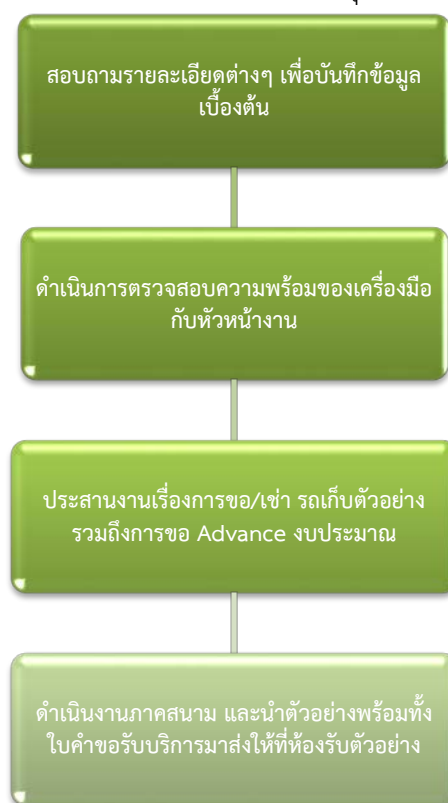 สอบถามรายละเอียดต่างๆ เพื่อบันทึกข้อมูล
เบื้องต้น
ดำเนินการตรวจสอบความพร้อมของเครื่องมือ
กับหัวหน้างาน
ประสานงานเรื่องการขอ/เช่า รถเก็บตัวอย่าง
รวมถึงการขอ Advance งบประมาณ
ดำเนินงานภาคสนาม และนำตัวอย่างพร้อมทั้ง
ใบคำขอรับบริการมาส่งให้ที่ห้องรับตัวอย่าง